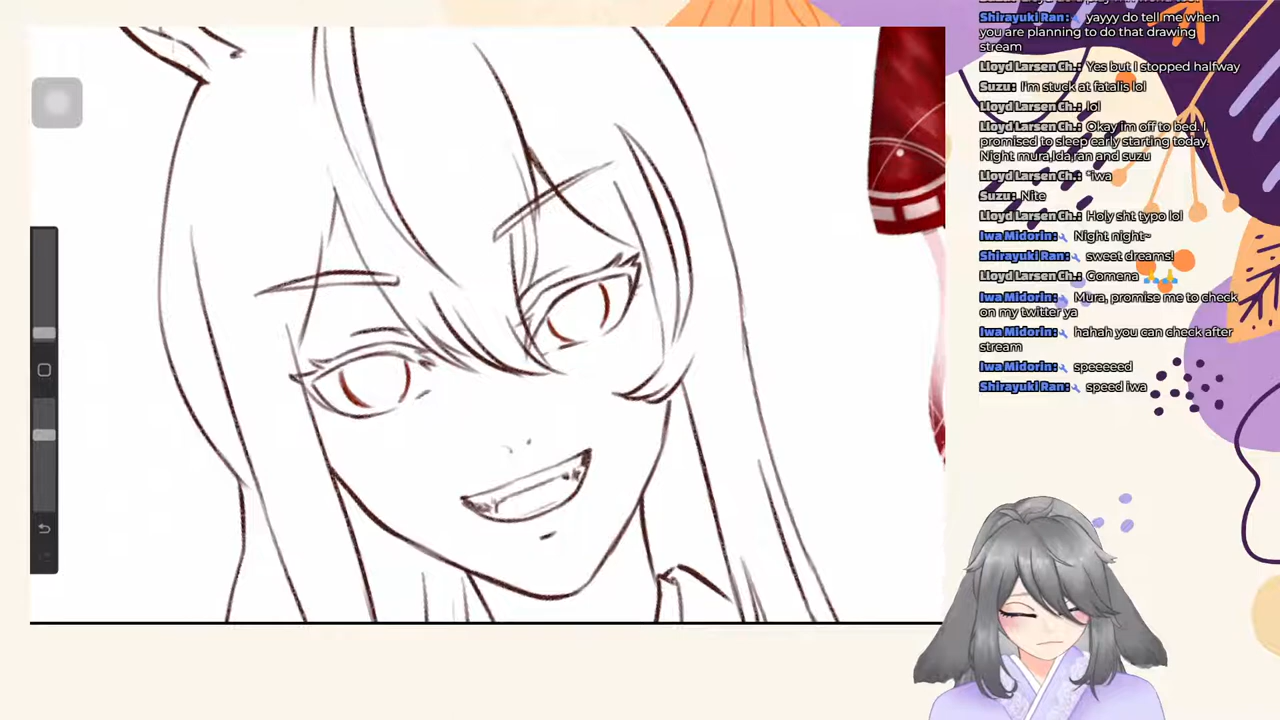 Shirayuki Ran: yayyy do tell me when
you are planning to do that drawing
stream
Lloyd Larsen Ch.: Yes but I stopped halfway
Suzu: I'm stuck at fatalis lol
Lloyd Larsen Ch.: lol
Lloyd Larsen Ch.: Okay im off to bed. I
promised to sleep early starting today.
Night mura,Ida,ran and suzu
Lloyd Larsen Ch.: *iwa
Suzu: Nite
Lloyd Larsen Ch.: Holy sht typo lol
Iwa Midorin: Night night~
Shirayuki Ran: sweet dreams!
Lloyd Larsen Ch.: Gomena 🙏🙏
Iwa Midorin: Mura, promise me to check
on my twitter ya
Iwa Midorin: hahah you can check after
stream
Iwa Midorin: speeeeed
Shirayuki Ran: speed iwa